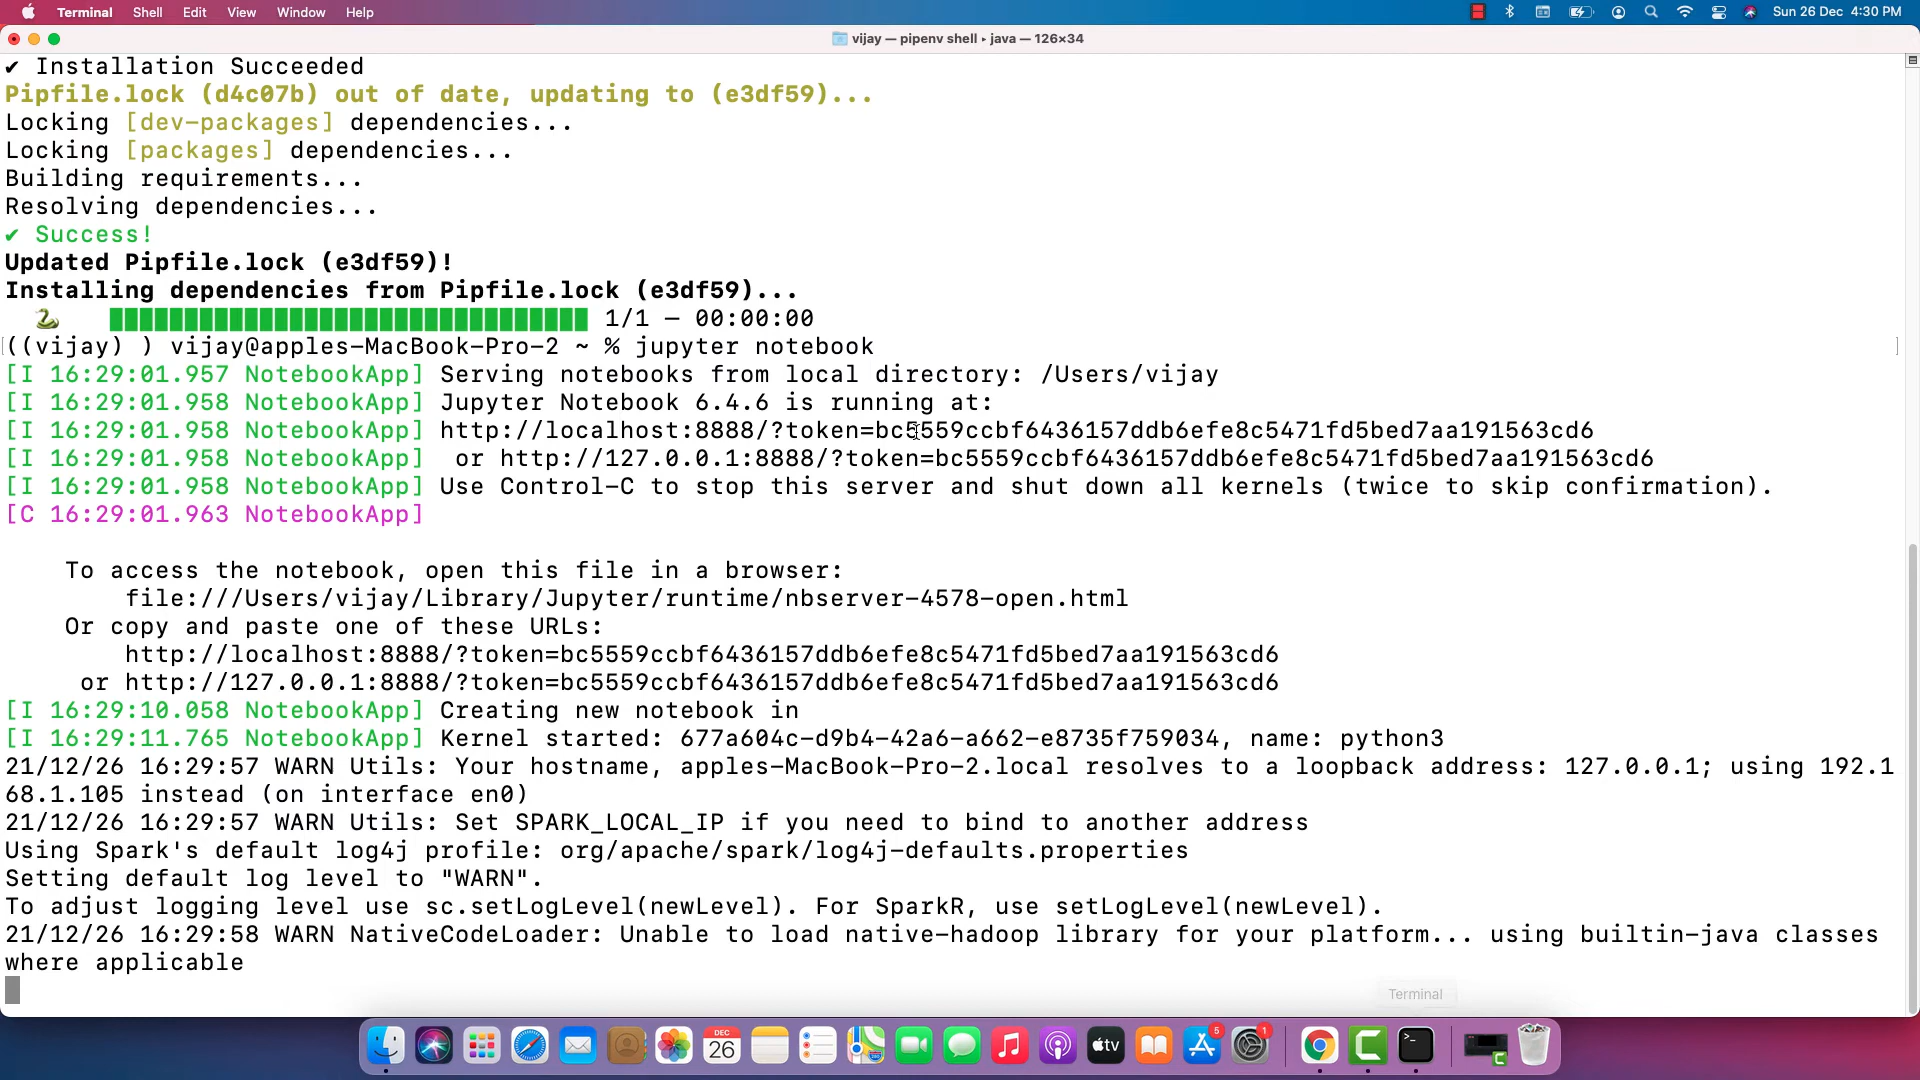 Terminal Shell Edit View Window Help Sun 26 Dec 4:30 PM
vijay — pipenv shell ▸ java — 126×34
✔ Installation Succeeded
Pipfile.lock (d4c07b) out of date, updating to (e3df59)...
Locking [dev-packages] dependencies...
Locking [packages] dependencies...
Building requirements...
Resolving dependencies...
✔ Success!
Updated Pipfile.lock (e3df59)!
Installing dependencies from Pipfile.lock (e3df59)...
1/1 — 00:00:00
((vijay) ) vijay@apples-MacBook-Pro-2 ~ % jupyter notebook
[I 16:29:01.957 NotebookApp] Serving notebooks from local directory: /Users/vijay
[I 16:29:01.958 NotebookApp] Jupyter Notebook 6.4.6 is running at:
[I 16:29:01.958 NotebookApp] http://localhost:8888/?token=bc5559ccbf6436157ddb6efe8c5471fd5bed7aa191563cd6
[I 16:29:01.958 NotebookApp]  or http://127.0.0.1:8888/?token=bc5559ccbf6436157ddb6efe8c5471fd5bed7aa191563cd6
[I 16:29:01.958 NotebookApp] Use Control-C to stop this server and shut down all kernels (twice to skip confirmation).
[C 16:29:01.963 NotebookApp]
To access the notebook, open this file in a browser:
file:///Users/vijay/Library/Jupyter/runtime/nbserver-4578-open.html
Or copy and paste one of these URLs:
http://localhost:8888/?token=bc5559ccbf6436157ddb6efe8c5471fd5bed7aa191563cd6
or http://127.0.0.1:8888/?token=bc5559ccbf6436157ddb6efe8c5471fd5bed7aa191563cd6
[I 16:29:10.058 NotebookApp] Creating new notebook in
[I 16:29:11.765 NotebookApp] Kernel started: 677a604c-d9b4-42a6-a662-e8735f759034, name: python3
21/12/26 16:29:57 WARN Utils: Your hostname, apples-MacBook-Pro-2.local resolves to a loopback address: 127.0.0.1; using 192.1
68.1.105 instead (on interface en0)
21/12/26 16:29:57 WARN Utils: Set SPARK_LOCAL_IP if you need to bind to another address
Using Spark's default log4j profile: org/apache/spark/log4j-defaults.properties
Setting default log level to "WARN".
To adjust logging level use sc.setLogLevel(newLevel). For SparkR, use setLogLevel(newLevel).
21/12/26 16:29:58 WARN NativeCodeLoader: Unable to load native-hadoop library for your platform... using builtin-java classes
where applicable
Terminal
DEC
26
tv
5
1